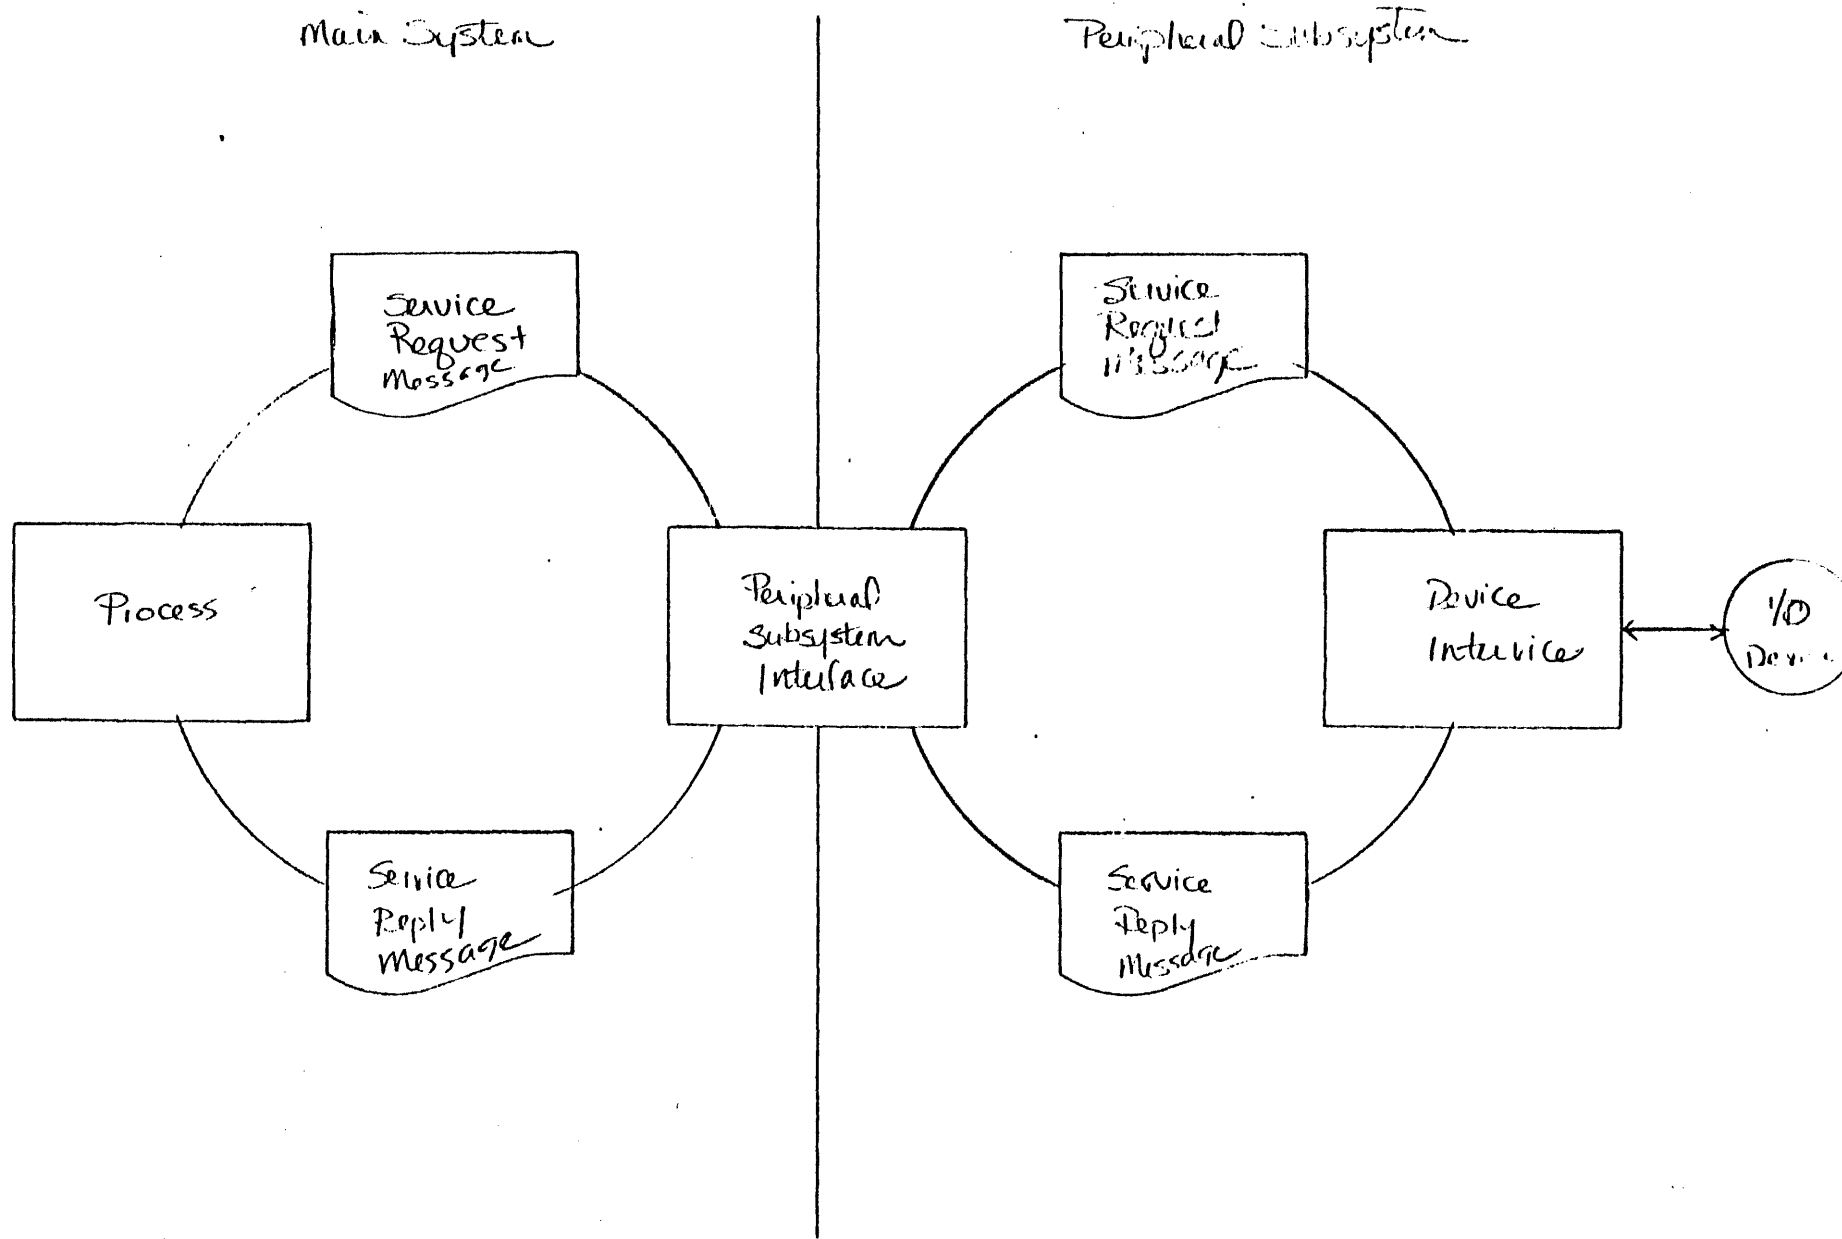 Main System
Peripheral Subsystem
Service
Request
Message
Service
Request
Message
Process
Peripheral
Subsystem
Interface
Device
Intervice
I/O
Service
Reply
Message
Service
Reply
Message